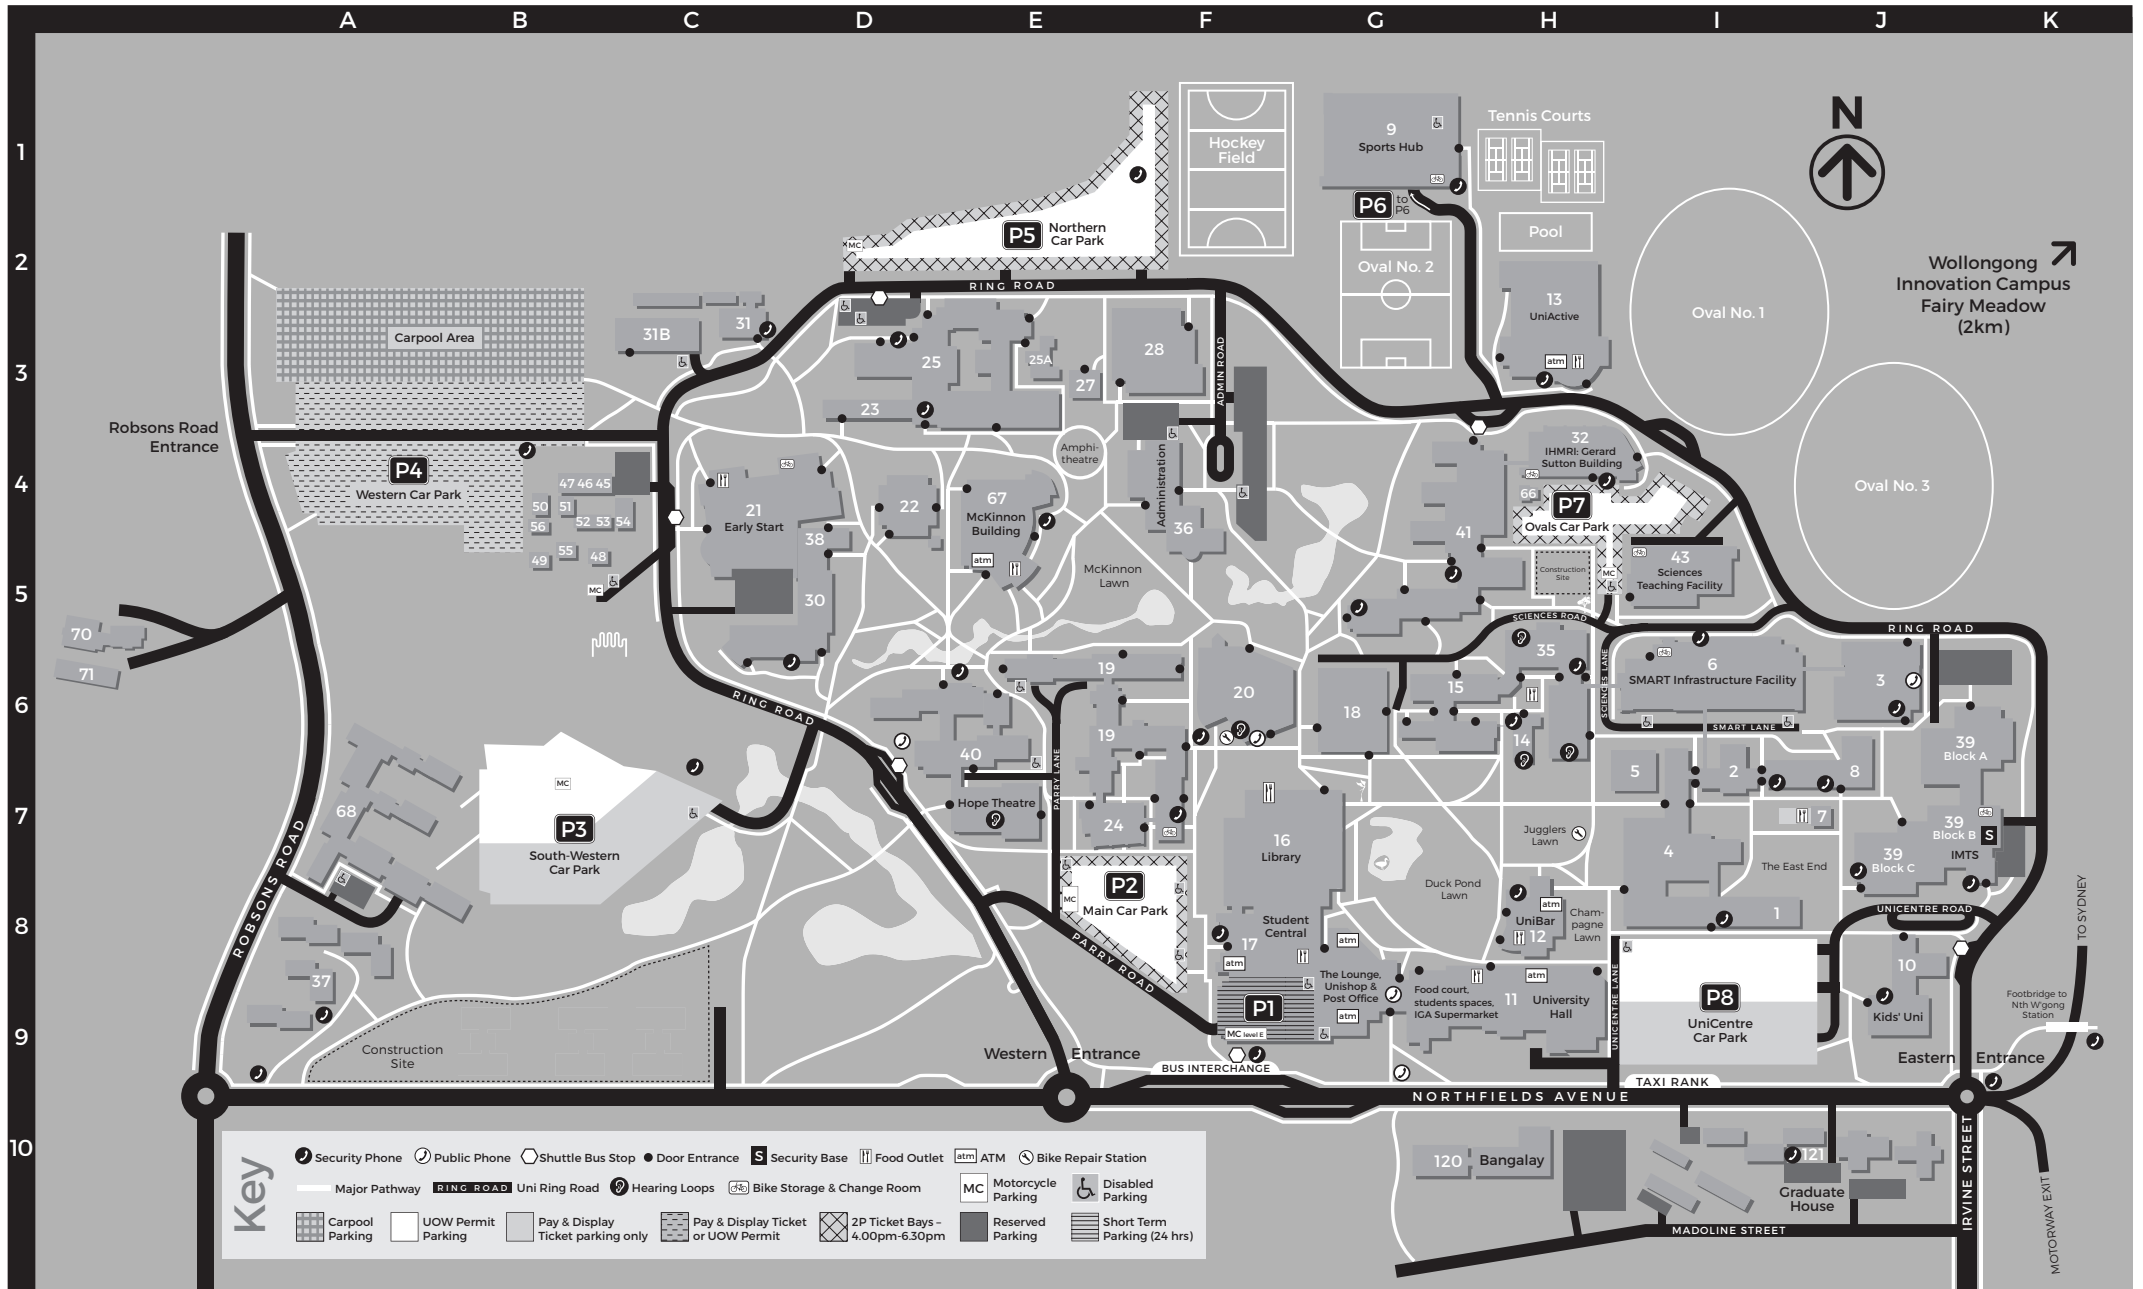 A B C D E F G H I J K
1
2
3
4
5
6
7
8
9
10
N
Wollongong
Innovation Campus
Fairy Meadow
(2km)
Hockey
Field
9
Sports Hub
Tennis Courts
P6
to
P6
Pool
Oval No. 2
Oval No. 1
Oval No. 3
13
UniActive
atm
P5
Northern
Car Park
MC
RING ROAD
Carpool Area
31B
31
25
25A
27
28
23
ADMIN ROAD
Robsons Road
Entrance
P4
Western Car Park
47 46 45
50
51
56
52 53 54
55
49
48
MC
21
Early Start
38
30
22
67
McKinnon
Building
atm
Amphi-
theatre
Administration
36
McKinnon
Lawn
41
32
IHMRI: Gerard
Sutton Building
66
P7
Ovals Car Park
Construction
Site
MC
43
Sciences
Teaching Facility
SCIENCES ROAD
RING ROAD
70
71
RING ROAD
19
19
20
18
15
35
14
SCIENCES LANE
6
SMART Infrastructure Facility
SMART LANE
3
39
Block A
5
2
8
7
39
Block B
S
IMTS
39
Block C
40
Hope Theatre
PARRY LANE
24
68
MC
P3
South-Western
Car Park
16
Library
Jugglers
Lawn
4
The East End
1
Duck Pond
Lawn
P2
Main Car Park
MC
PARRY ROAD
Student
Central
17
atm
atm
UniBar
12
atm
Cham-
pagne
Lawn
UNICENTRE ROAD
ROBSONS ROAD
37
Construction
Site
The Lounge,
Unishop &
Post Office
atm
P1
MC level E
Food court,
students spaces,
IGA Supermarket
11
atm
University
Hall
UNICENTRE LANE
P8
UniCentre
Car Park
10
Kids' Uni
TO SYDNEY
Footbridge to
Nth W'gong
Station
Western Entrance
BUS INTERCHANGE
TAXI RANK
Eastern Entrance
NORTHFIELDS AVENUE
120 Bangalay
121
Graduate
House
MADOLINE STREET
IRVINE STREET
MOTORWAY EXIT
Key
Security Phone
Public Phone
Shuttle Bus Stop
Door Entrance
S Security Base
Food Outlet
atm ATM
Bike Repair Station
Major Pathway
RING ROAD Uni Ring Road
Hearing Loops
Bike Storage & Change Room
MC
Motorcycle
Parking
Disabled
Parking
Carpool
Parking
UOW Permit
Parking
Pay & Display
Ticket parking only
Pay & Display Ticket
or UOW Permit
2P Ticket Bays –
4.00pm-6.30pm
Reserved
Parking
Short Term
Parking (24 hrs)